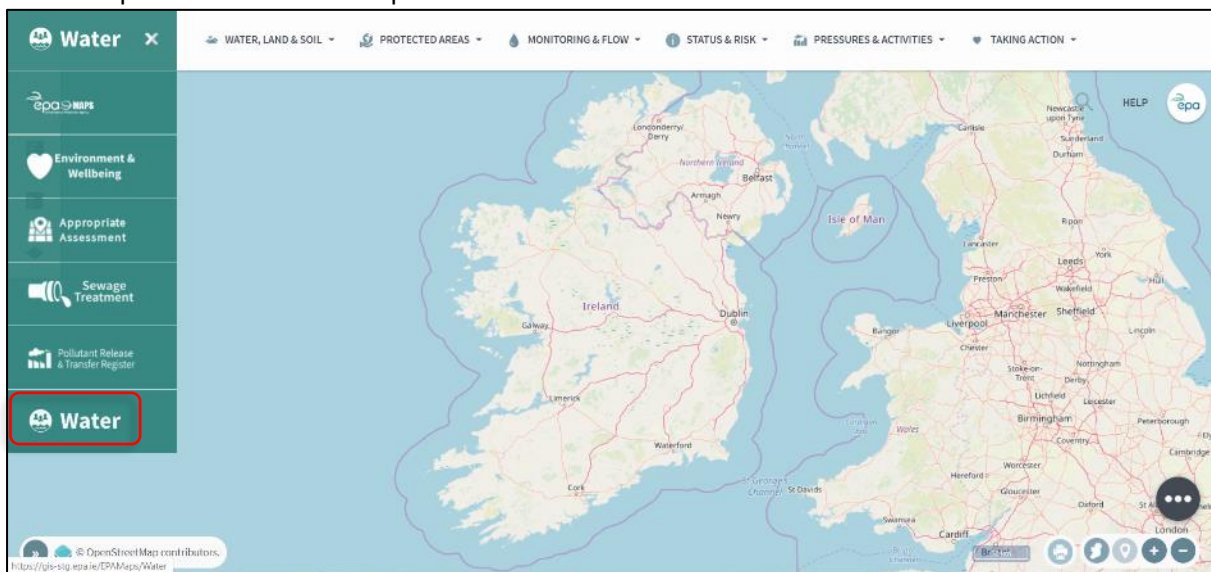 Water ×
WATER, LAND & SOIL
PROTECTED AREAS
MONITORING & FLOW
STATUS & RISK
PRESSURES & ACTIVITIES
TAKING ACTION
HELP
epa
epa MAPS
Environment &
Wellbeing
Appropriate
Assessment
Sewage
Treatment
Pollutant Release
& Transfer Register
Water
Londonderry/
Derry
Northern Ireland
Belfast
Armagh
Newry
Isle of Man
Ireland
Galway
Dublin
Limerick
Waterford
Cork
St George's
Channel
St Davids
Newcastle
upon Tyne
Carlisle
Sunderland
Durham
Ripon
Lancaster
York
Leeds
Preston
Wakefield
Hull
Manchester
Sheffield
Liverpool
Bangor
Lincoln
Chester
Stoke-on-
Trent
Nottingham
Derby
Lichfield
Leicester
Birmingham
Peterborough
Wales
Coventry
Cambridge
Worcester
Hereford
Gloucester
Oxford
Swansea
Cardiff
London
» © OpenStreetMap contributors.
https://gis-stg.epa.ie/EPAMaps/Water